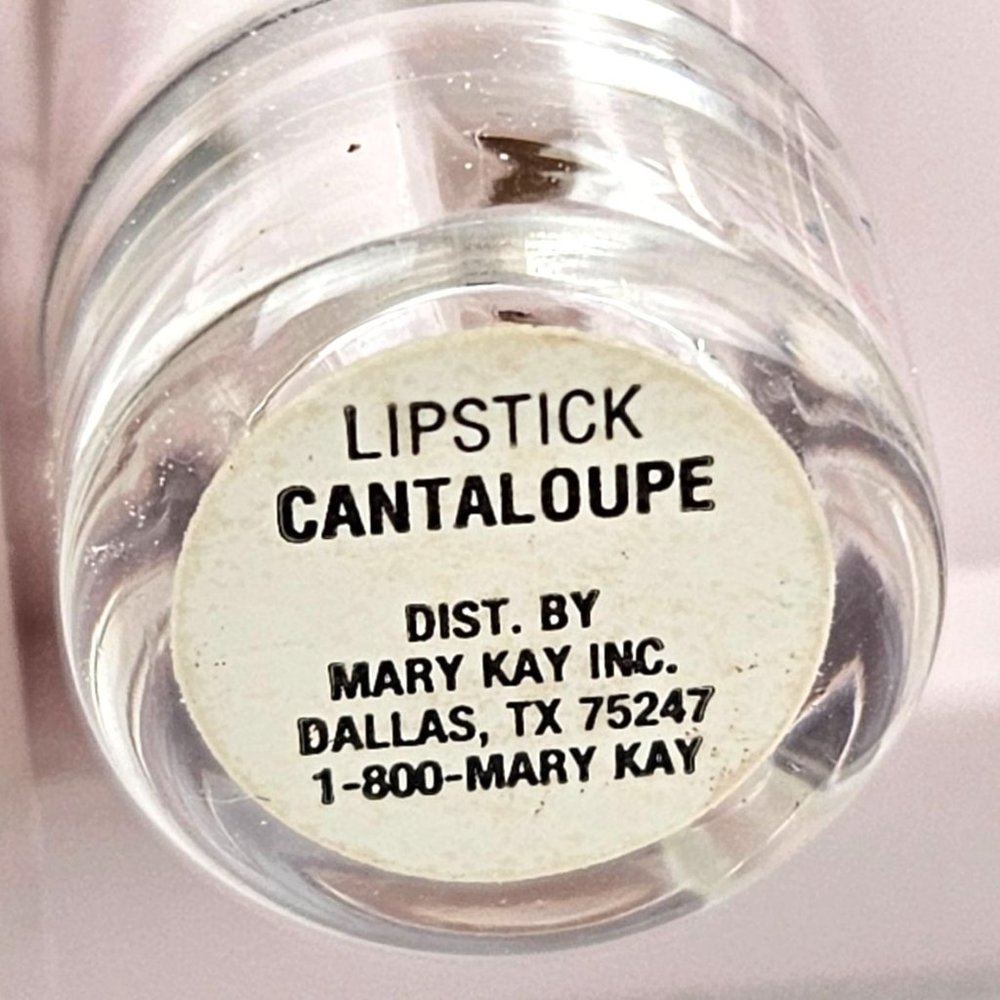 LIPSTICK
CANTALOUPE
DIST. BY
MARY KAY INC.
DALLAS, TX 75247
1-800-MARY KAY